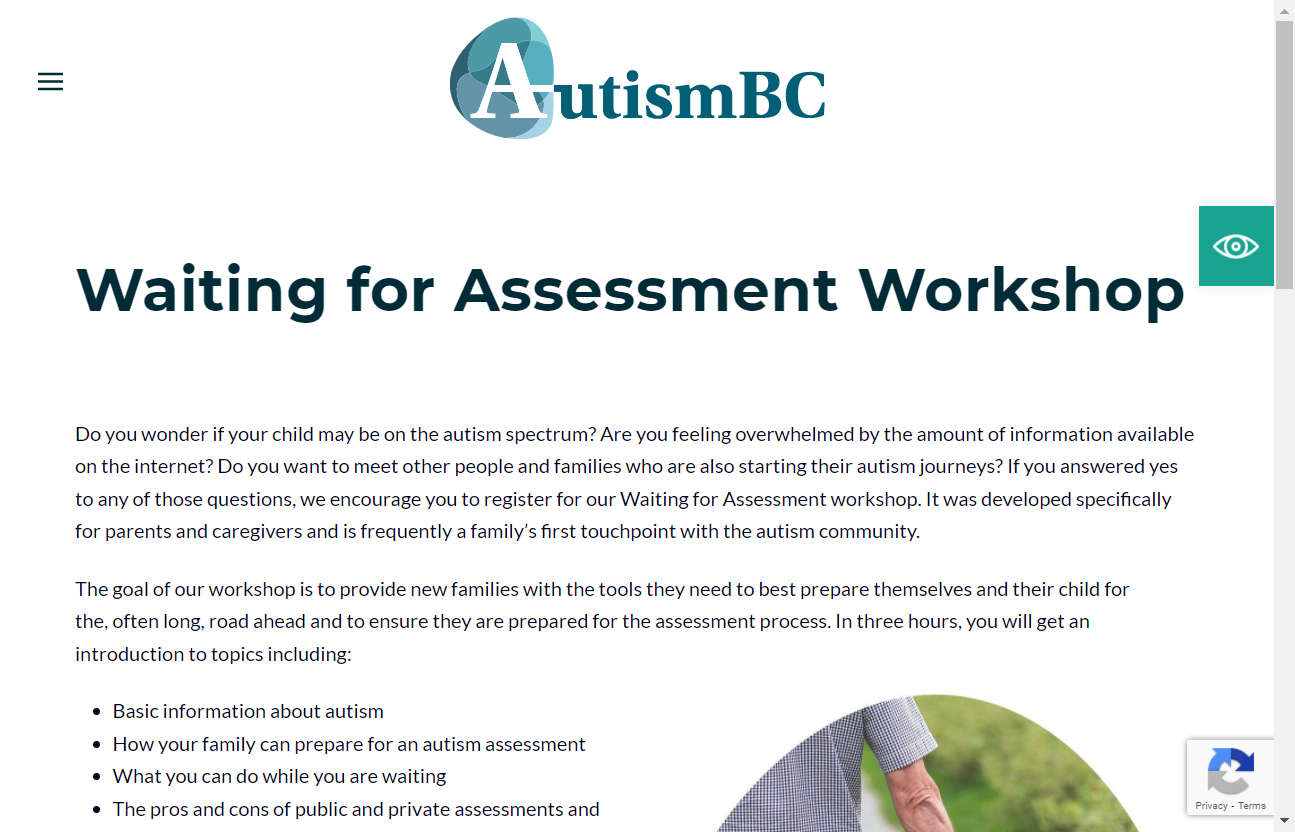 AutismBC
Waiting for Assessment Workshop
Do you wonder if your child may be on the autism spectrum? Are you feeling overwhelmed by the amount of information available
on the internet? Do you want to meet other people and families who are also starting their autism journeys? If you answered yes
to any of those questions, we encourage you to register for our Waiting for Assessment workshop. It was developed specifically
for parents and caregivers and is frequently a family’s first touchpoint with the autism community.
The goal of our workshop is to provide new families with the tools they need to best prepare themselves and their child for
the, often long, road ahead and to ensure they are prepared for the assessment process. In three hours, you will get an
introduction to topics including:
• Basic information about autism
• How your family can prepare for an autism assessment
• What you can do while you are waiting
• The pros and cons of public and private assessments and
Privacy - Terms